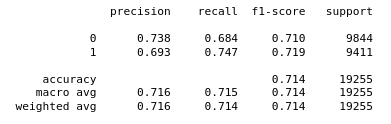 precision recall f1-score support
0 0.738 0.684 0.710 9844
1 0.693 0.747 0.719 9411
accuracy 0.714 19255
macro avg 0.716 0.715 0.714 19255
weighted avg 0.716 0.714 0.714 19255